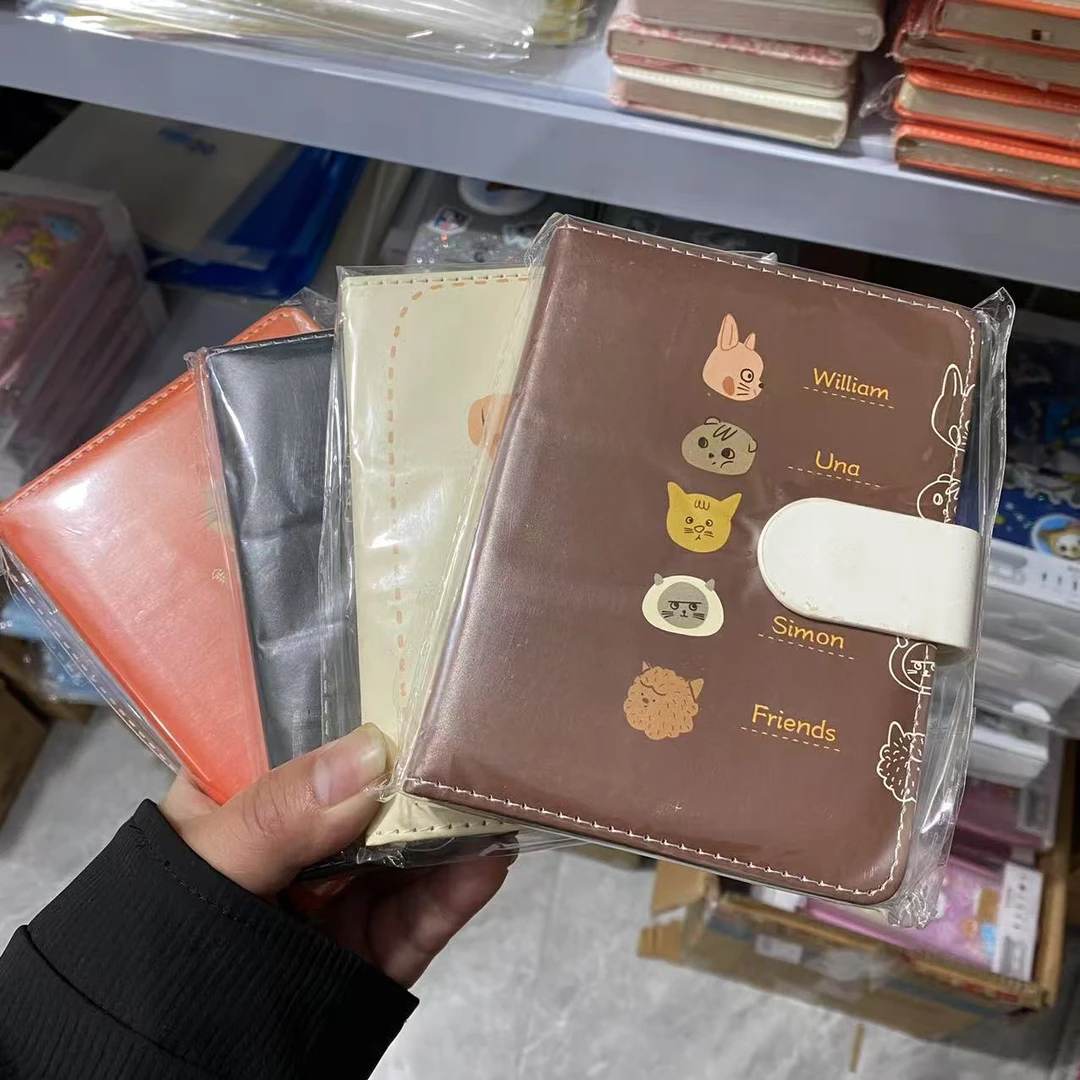 William
Una
Simon
Friends